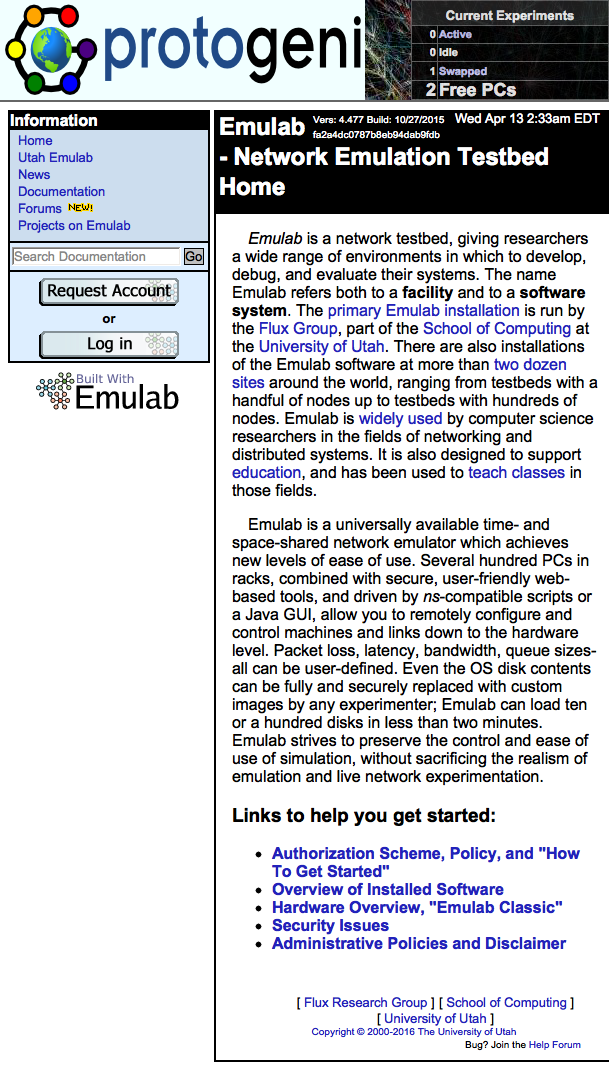 protogeni
Current Experiments
0 Active
0 Idle
1 Swapped
2 Free PCs
Information
Home
Utah Emulab
News
Documentation
Forums NEW!
Projects on Emulab
Search Documentation Go
Request Account
or
Log in
Built With
Emulab
Emulab Vers: 4.477 Build: 10/27/2015 Wed Apr 13 2:33am EDT
fa2a4dc0787b8eb94dab9fdb
- Network Emulation Testbed
Home
Emulab is a network testbed, giving researchers
a wide range of environments in which to develop,
debug, and evaluate their systems. The name
Emulab refers both to a facility and to a software
system. The primary Emulab installation is run by
the Flux Group, part of the School of Computing at
the University of Utah. There are also installations
of the Emulab software at more than two dozen
sites around the world, ranging from testbeds with a
handful of nodes up to testbeds with hundreds of
nodes. Emulab is widely used by computer science
researchers in the fields of networking and
distributed systems. It is also designed to support
education, and has been used to teach classes in
those fields.
Emulab is a universally available time- and
space-shared network emulator which achieves
new levels of ease of use. Several hundred PCs in
racks, combined with secure, user-friendly web-
based tools, and driven by ns-compatible scripts or
a Java GUI, allow you to remotely configure and
control machines and links down to the hardware
level. Packet loss, latency, bandwidth, queue sizes-
all can be user-defined. Even the OS disk contents
can be fully and securely replaced with custom
images by any experimenter; Emulab can load ten
or a hundred disks in less than two minutes.
Emulab strives to preserve the control and ease of
use of simulation, without sacrificing the realism of
emulation and live network experimentation.
Links to help you get started:
• Authorization Scheme, Policy, and "How
To Get Started"
• Overview of Installed Software
• Hardware Overview, "Emulab Classic"
• Security Issues
• Administrative Policies and Disclaimer
[ Flux Research Group ] [ School of Computing ]
[ University of Utah ]
Copyright © 2000-2016 The University of Utah
Bug? Join the Help Forum